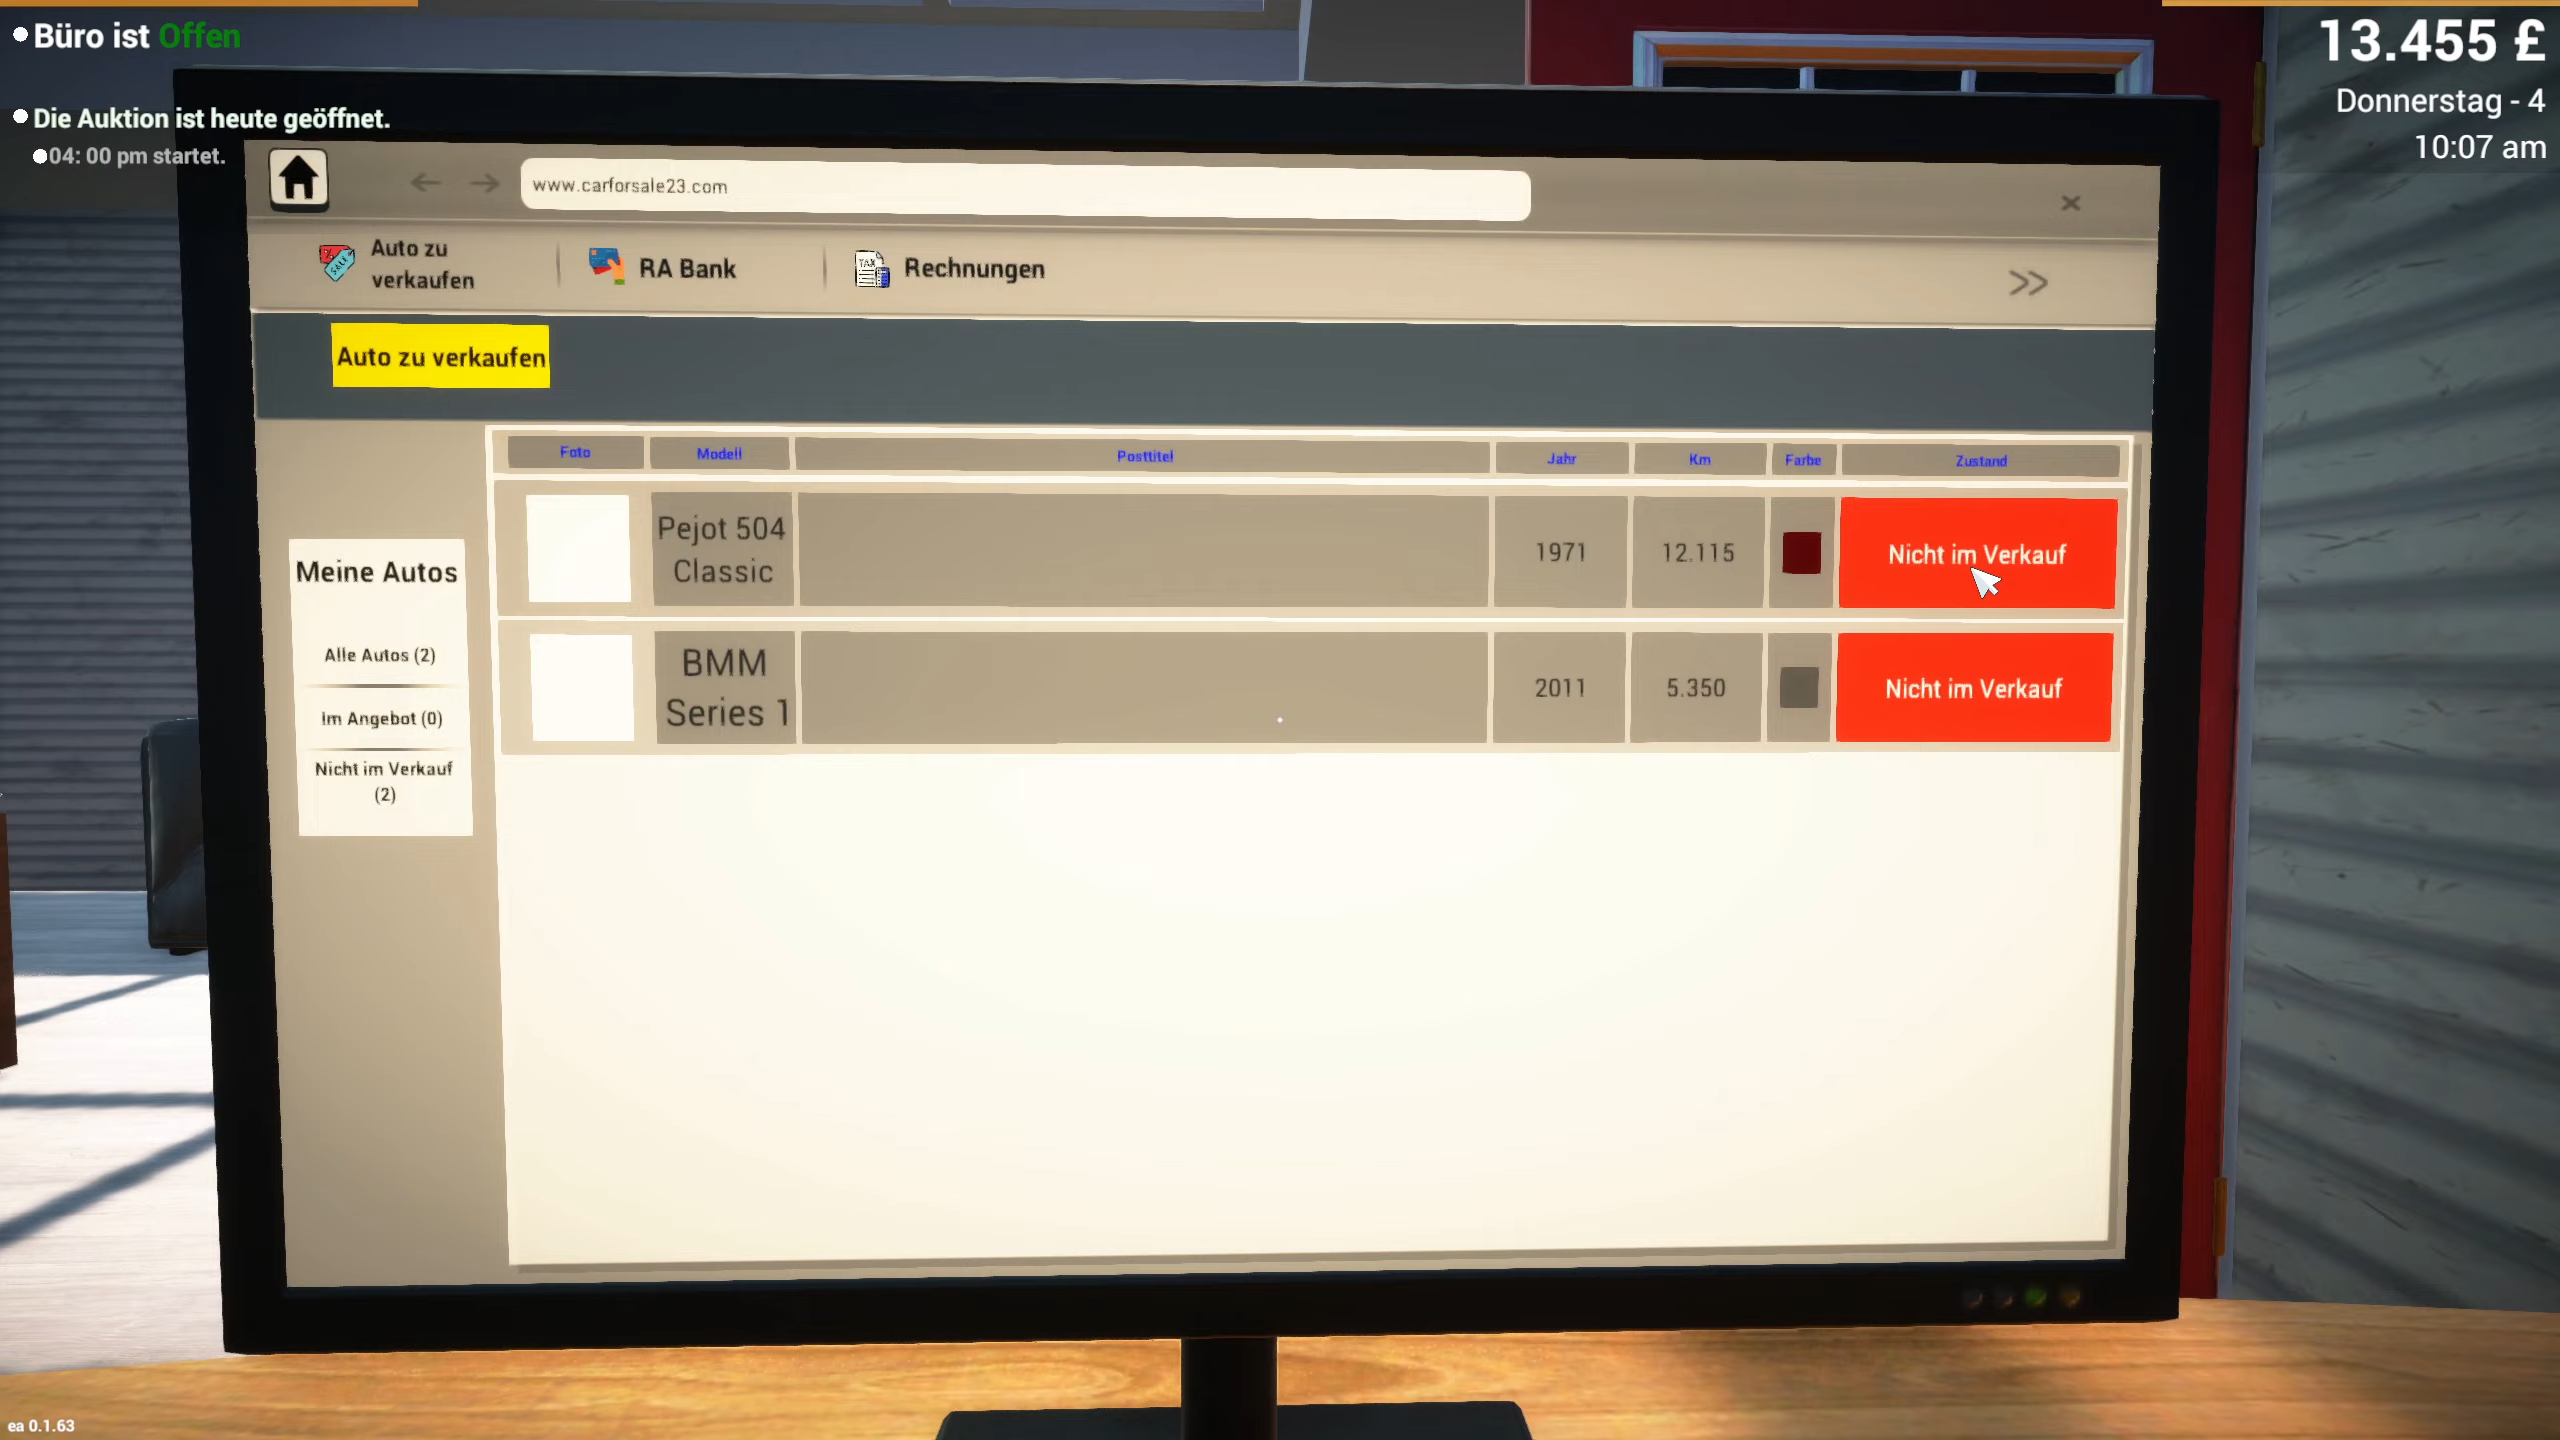 Büro ist Offen
Die Auktion ist heute geöffnet.
04: 00 pm startet.
13.455 £
Donnerstag - 4
10:07 am
www.carforsale23.com
Auto zu
verkaufen
RA Bank
TAX
Rechnungen
>>
Auto zu verkaufen
Foto Modell Posttitel Jahr Km Farbe Zustand
Pejot 504
Classic
1971
12.115
Nicht im Verkauf
BMM
Series 1
2011
5.350
Nicht im Verkauf
Meine Autos
Alle Autos (2)
Im Angebot (0)
Nicht im Verkauf
(2)
ea 0.1.63